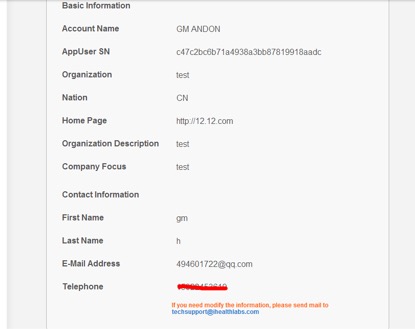 Basic Information
Account Name GM ANDON
AppUser SN c47c2bc6b71a4938a3bb87819918aadc
Organization test
Nation CN
Home Page http://12.12.com
Organization Description test
Company Focus test
Contact Information
First Name gm
Last Name h
E-Mail Address 494601722@qq.com
Telephone
If you need modify the information, please send mail to
techsupport@ihealthlabs.com